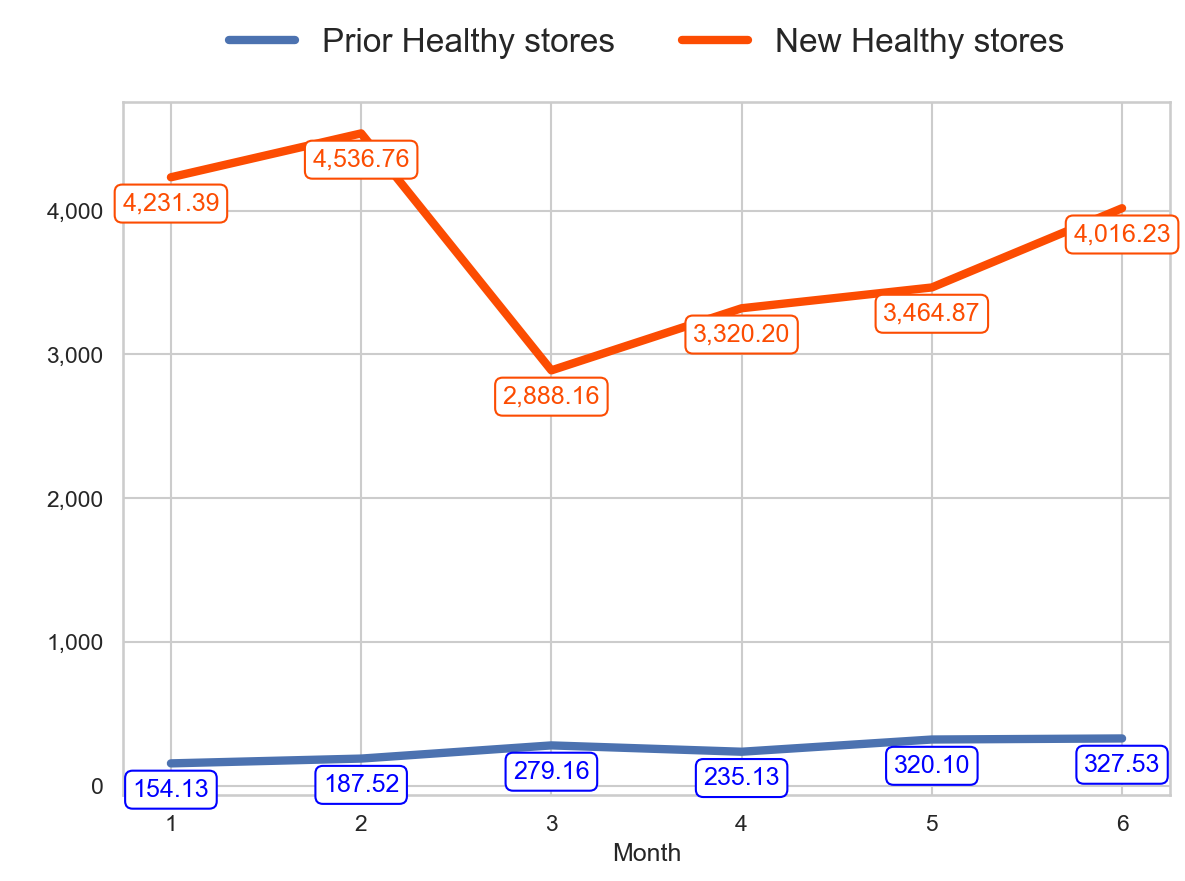 Prior Healthy stores New Healthy stores
4,536.76
4,231.39
4,000
4,016.23
3,464.87
3,320.20
3,000
2,888.16
2,000
1,000
0
154.13 187.52 279.16 235.13 320.10 327.53
1 2 3 4 5 6
Month